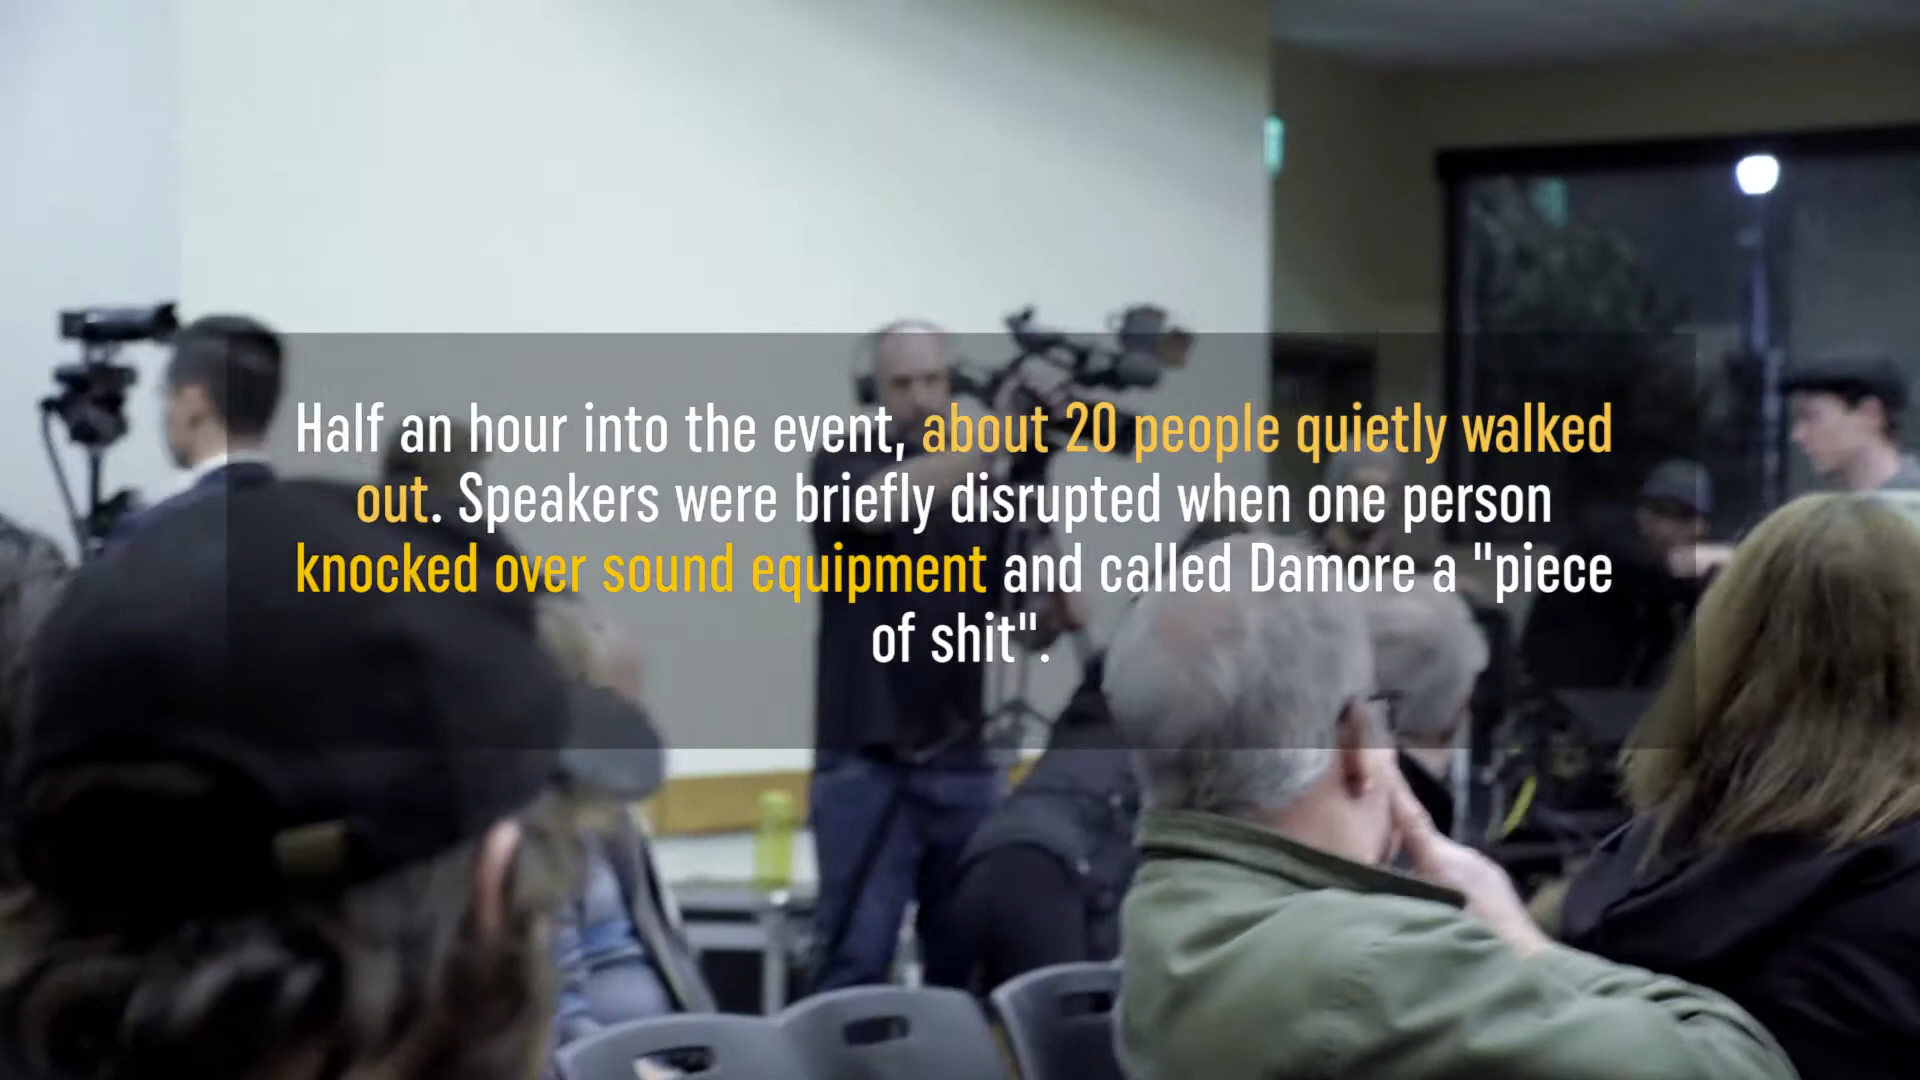 Half an hour into the event, about 20 people quietly walked
out. Speakers were briefly disrupted when one person
knocked over sound equipment and called Damore a "piece
of shit".